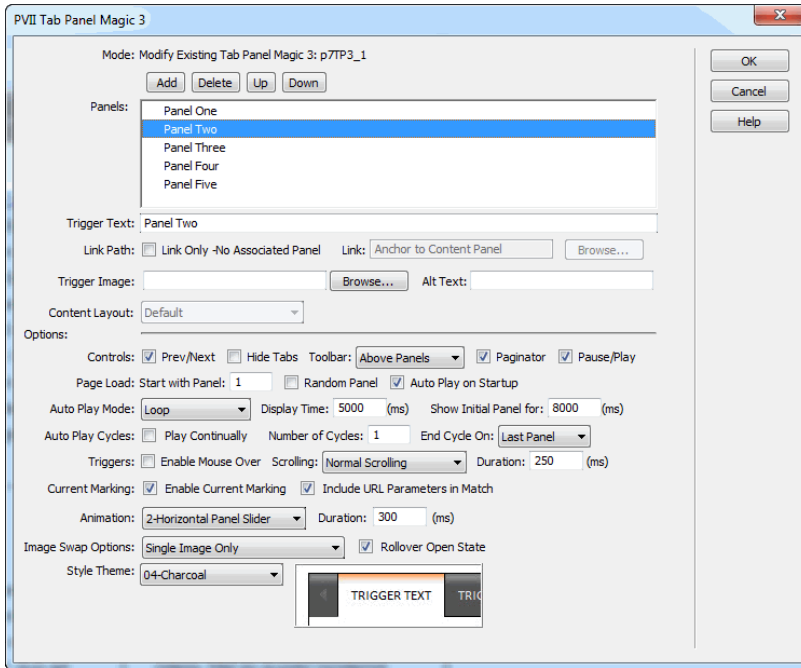 PVII Tab Panel Magic 3
Mode: Modify Existing Tab Panel Magic 3: p7TP3_1
OK
Add Delete Up Down
Cancel
Panels:
Panel One
Help
Panel Two
Panel Three
Panel Four
Panel Five
Trigger Text: Panel Two
Link Path: Link Only -No Associated Panel Link: Anchor to Content Panel Browse...
Trigger Image: Browse... Alt Text:
Content Layout: Default
Options:
Controls: Prev/Next Hide Tabs Toolbar: Above Panels Paginator Pause/Play
Page Load: Start with Panel: 1 Random Panel Auto Play on Startup
Auto Play Mode: Loop Display Time: 5000 (ms) Show Initial Panel for: 8000 (ms)
Auto Play Cycles: Play Continually Number of Cycles: 1 End Cycle On: Last Panel
Triggers: Enable Mouse Over Scrolling: Normal Scrolling Duration: 250 (ms)
Current Marking: Enable Current Marking Include URL Parameters in Match
Animation: 2-Horizontal Panel Slider Duration: 300 (ms)
Image Swap Options: Single Image Only Rollover Open State
Style Theme: 04-Charcoal
TRIGGER TEXT TRIG